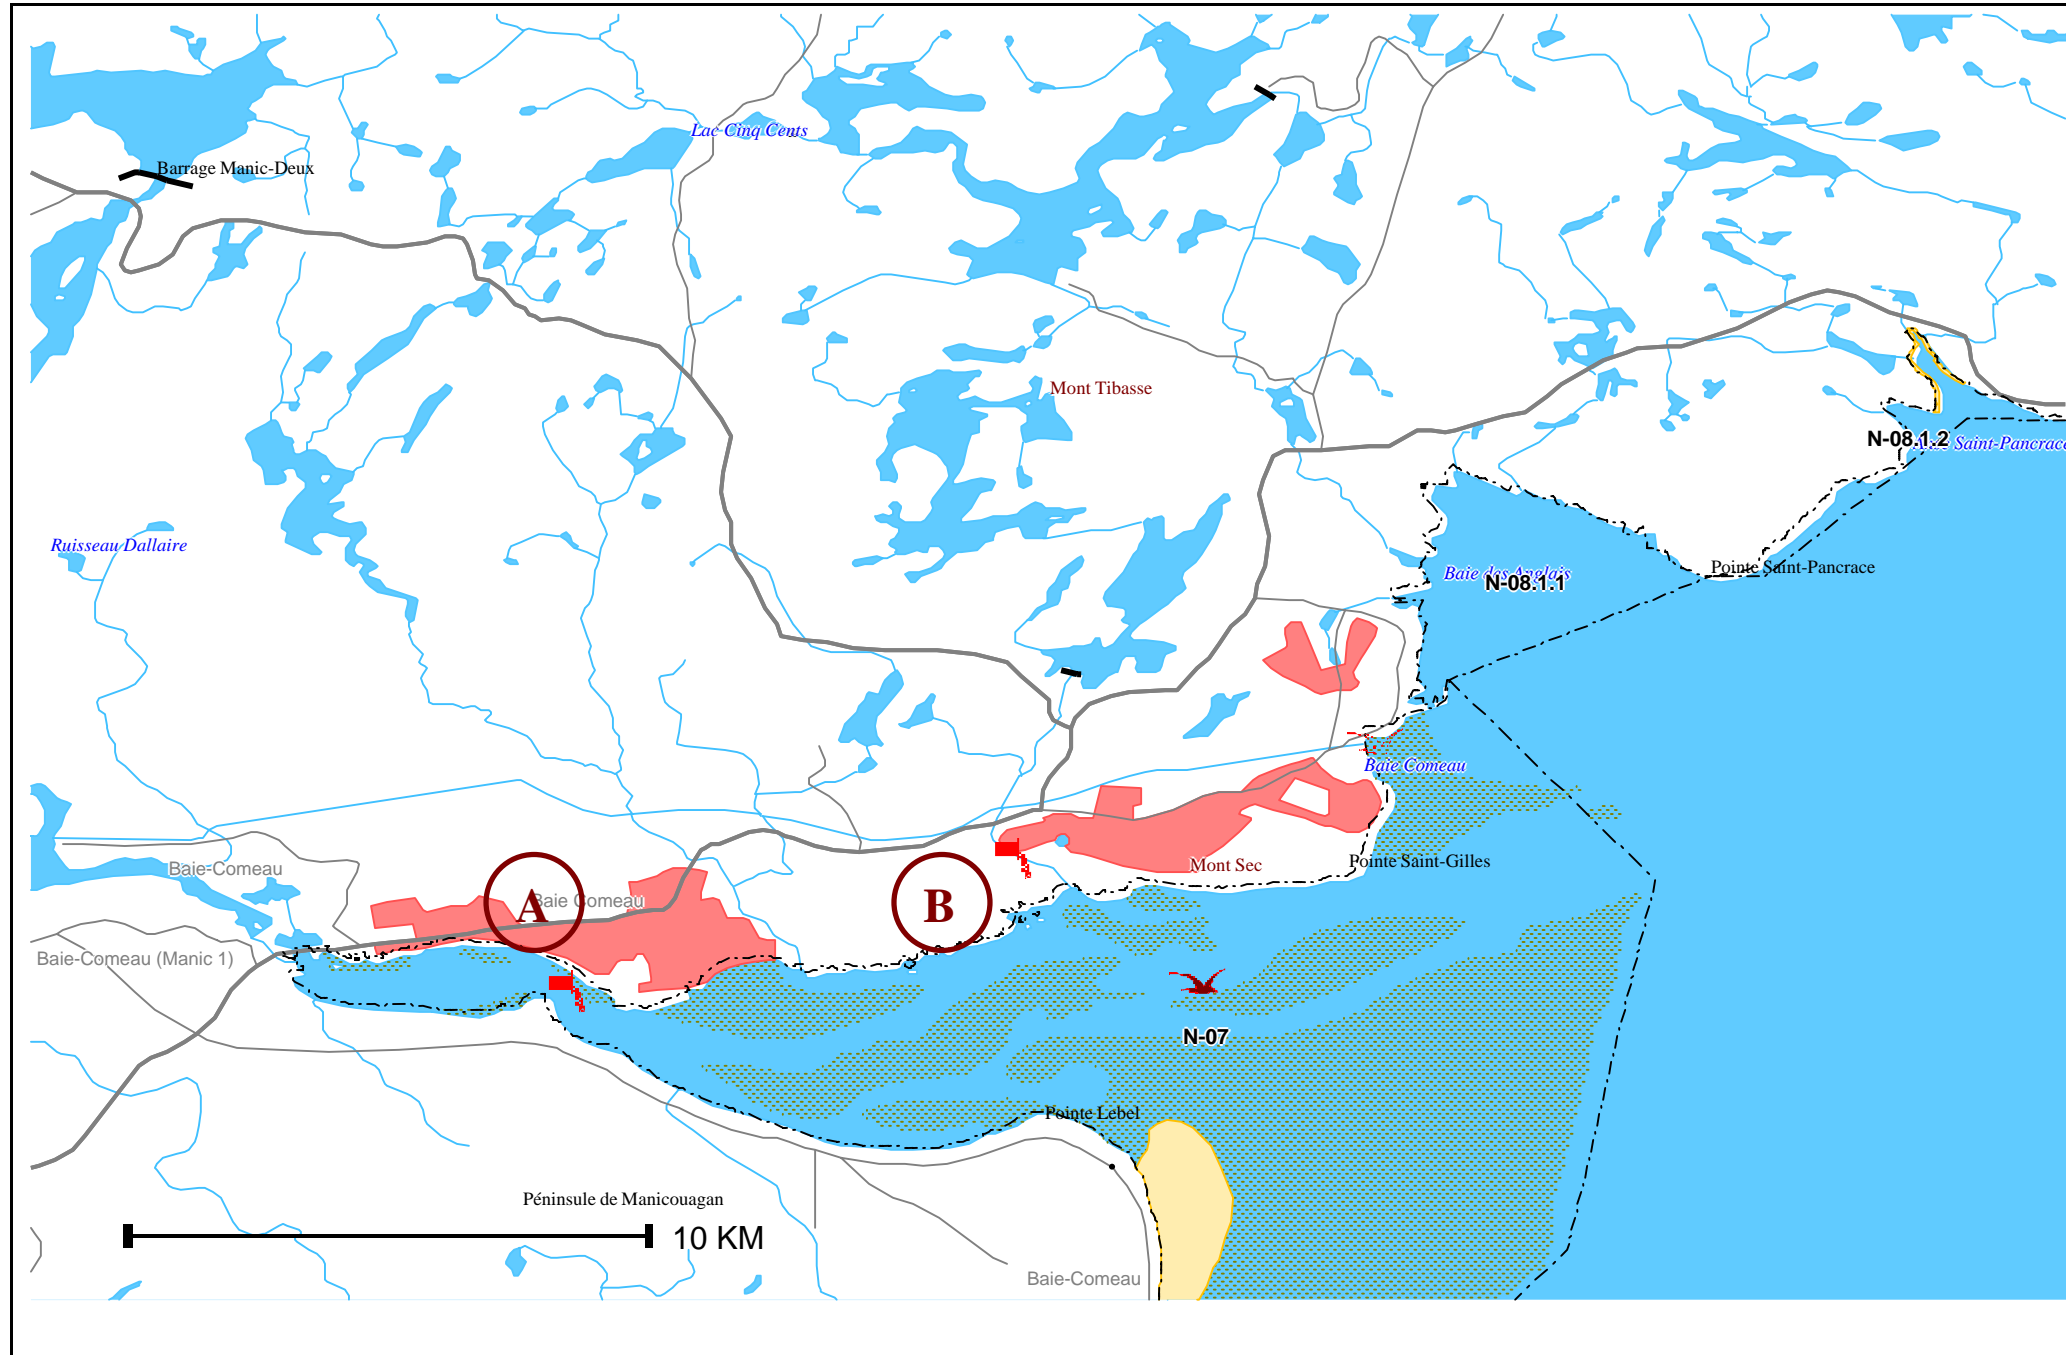 Lac Cinq Cents
Barrage Manic-Deux
Mont Tibasse
N-08.1.2
Saint-Pancrace
Ruisseau Dallaire
Baie des Anglais
Pointe Saint-Pancrace
N-08.1.1
Baie Comeau
Pointe Saint-Gilles
Mont Sec
Baie-Comeau
A
Baie Comeau
B
Baie-Comeau (Manic 1)
N-07
Pointe Lebel
Péninsule de Manicouagan
10 KM
Baie-Comeau